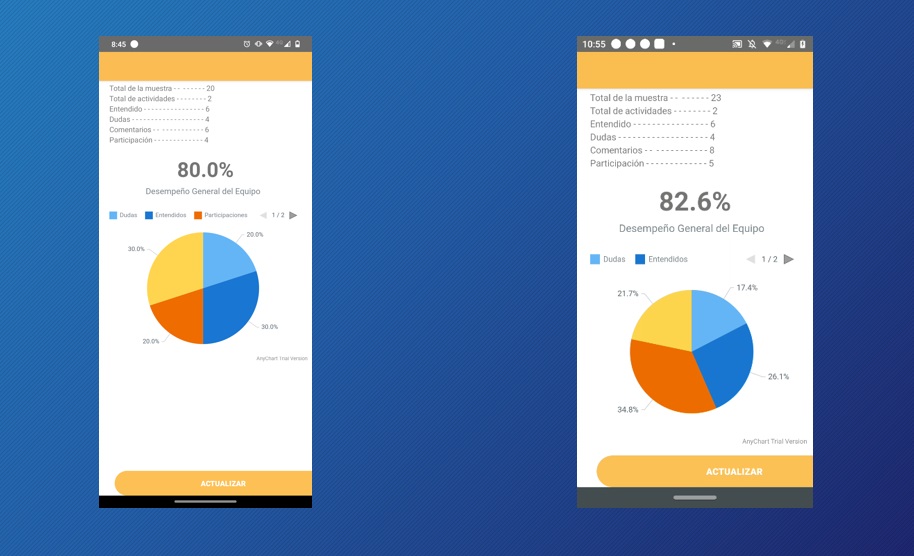 8:45
Total de la muestra - - - - - - - - 20
Total de actividades - - - - - - - - 2
Entendido - - - - - - - - - - - - - - - 6
Dudas - - - - - - - - - - - - - - - - - - 4
Comentarios - - - - - - - - - - - - - 6
Participación - - - - - - - - - - - - - 4
80.0%
Desempeño General del Equipo
Dudas Entendidos Participaciones 1 / 2
20.0%
30.0%
30.0%
20.0%
AnyChart Trial Version
ACTUALIZAR
10:55
Total de la muestra - - - - - - - - 23
Total de actividades - - - - - - - - 2
Entendido - - - - - - - - - - - - - - - 6
Dudas - - - - - - - - - - - - - - - - - - 4
Comentarios - - - - - - - - - - - - - 8
Participación - - - - - - - - - - - - - 5
82.6%
Desempeño General del Equipo
Dudas Entendidos 1 / 2
17.4%
21.7%
26.1%
34.8%
AnyChart Trial Version
ACTUALIZAR